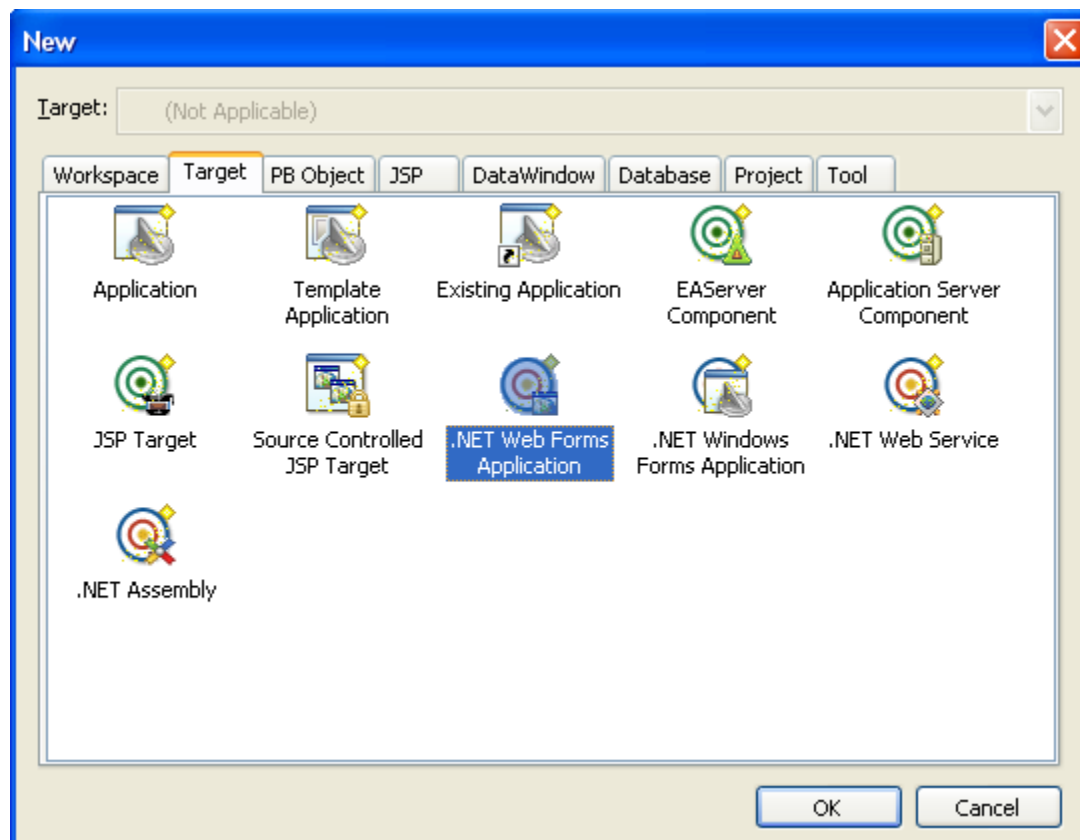 New
Target: (Not Applicable)
Workspace Target PB Object JSP DataWindow Database Project Tool
Application
Template
Application
Existing Application
EAServer
Component
Application Server
Component
JSP Target
Source Controlled
JSP Target
.NET Web Forms
Application
.NET Windows
Forms Application
.NET Web Service
.NET Assembly
OK Cancel